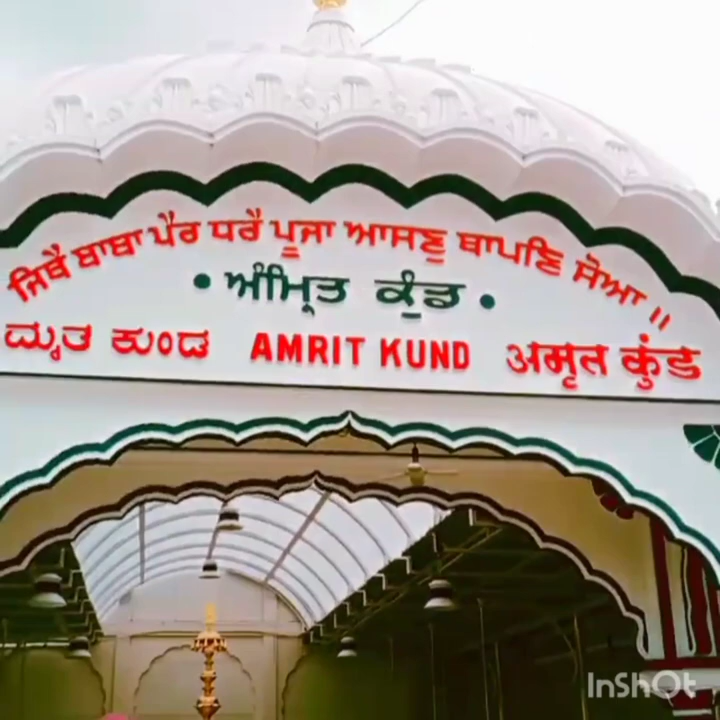 ਜਿਥੈ ਬਾਬਾ ਪੈਰ ਧਰੈ ਪੂਜਾ ਆਸਣੁ ਥਾਪਣਿ ਸੋਆ ॥
• ਅੰਮ੍ਰਿਤ ਕੁੰਡ •
ಮೃತ ಕುಂಡ AMRIT KUND अमृत कुंड
InShOt